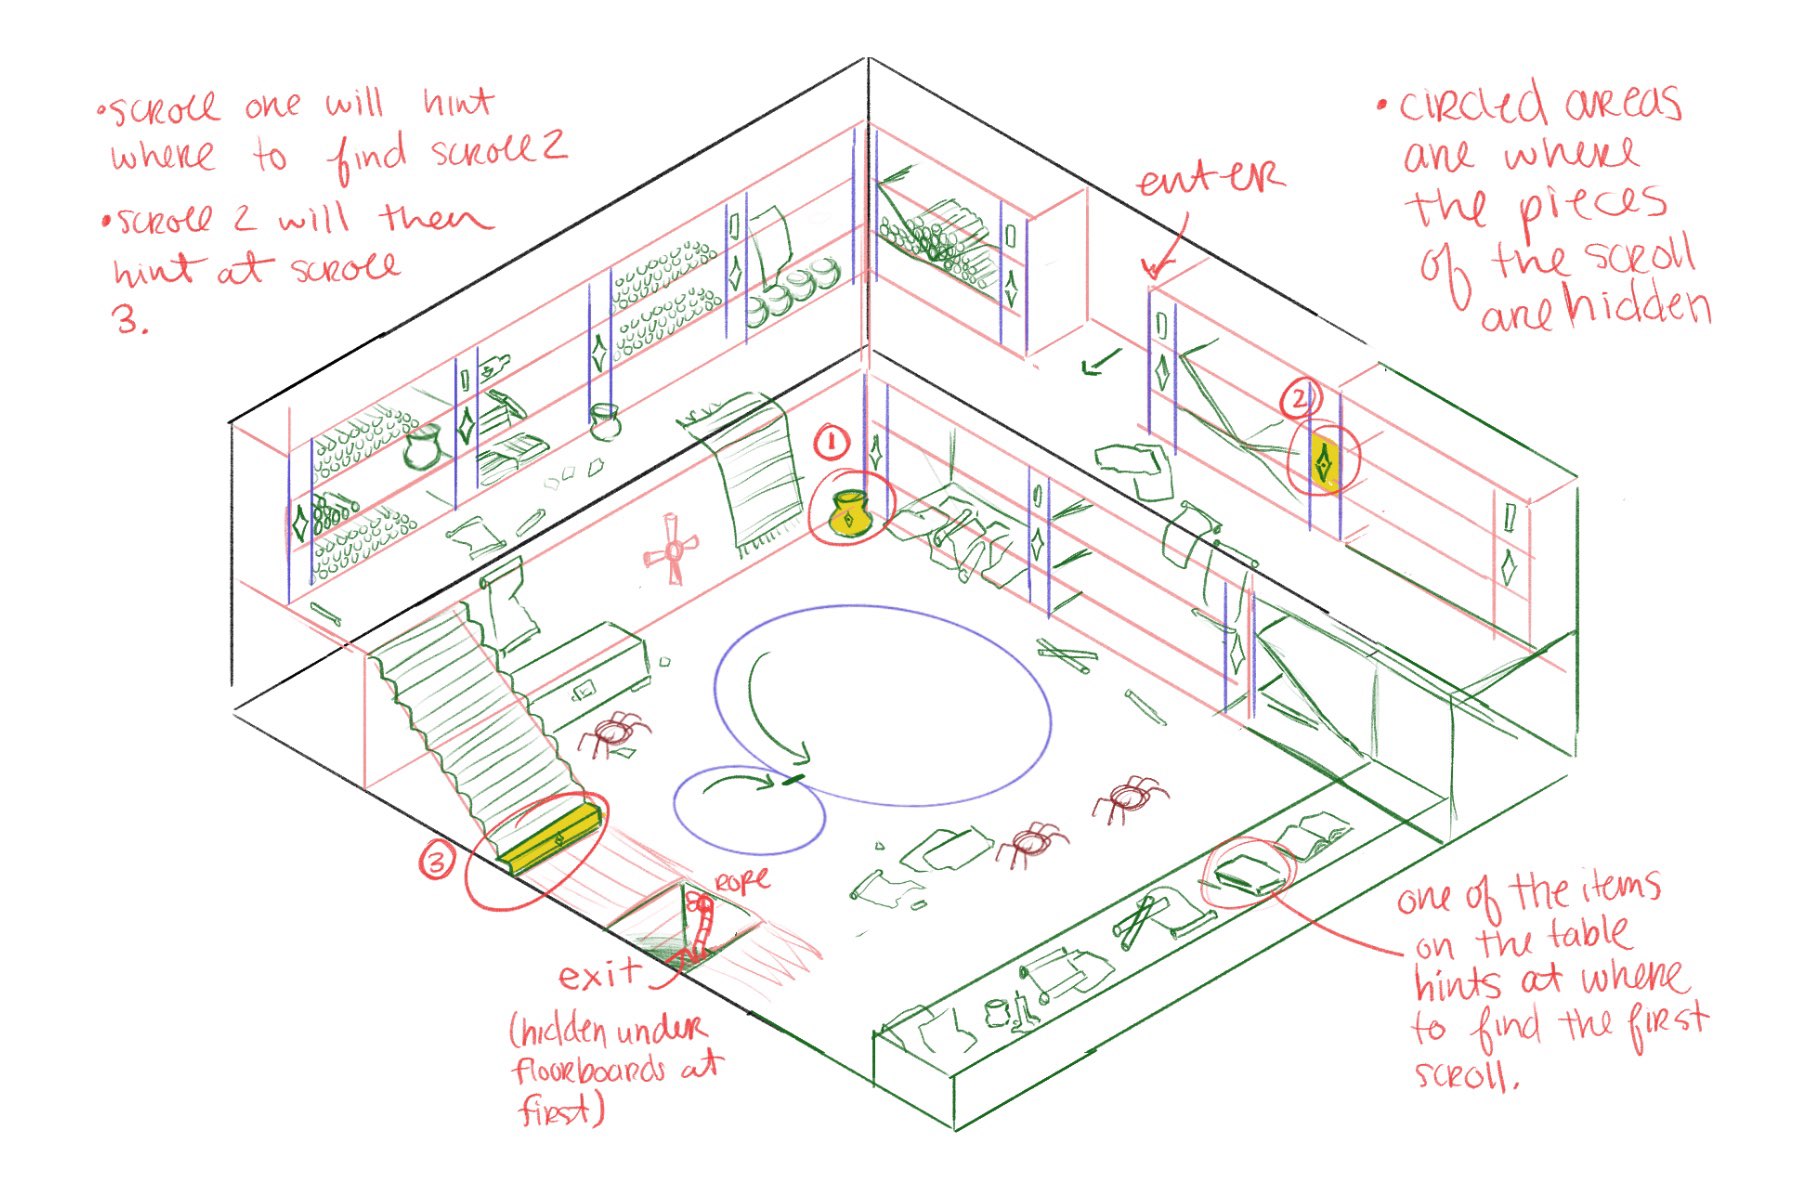 •scroll one will hint
where to find scroll 2
•scroll 2 will then
hint at scroll
3.
enter
•circled areas
are where
the pieces
of the scroll
are hidden
2
1
3
rope
exit
(hidden under
floorboards at
first)
one of the items
on the table
hints at where
to find the first
scroll.